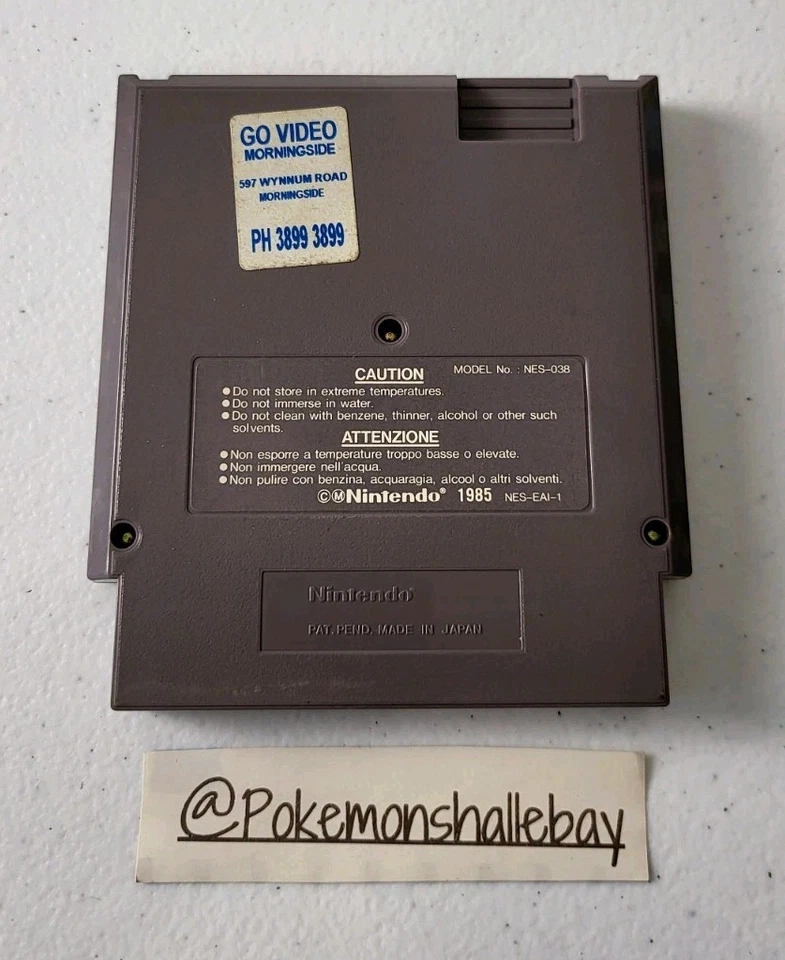 GO VIDEO
MORNINGSIDE
597 WYNNUM ROAD
MORNINGSIDE
PH 3899 3899
CAUTION MODEL No. : NES-038
●Do not store in extreme temperatures.
●Do not immerse in water.
●Do not clean with benzene, thinner, alcohol or other such
solvents.
ATTENZIONE
●Non esporre a temperature troppo basse o elevate.
●Non immergere nell'acqua.
●Non pulire con benzina, acquaragia, alcool o altri solventi.
©ⓂNintendo® 1985 NES-EAI-1
Nintendo®
PAT. PEND. MADE IN JAPAN
@Pokemonshallebay